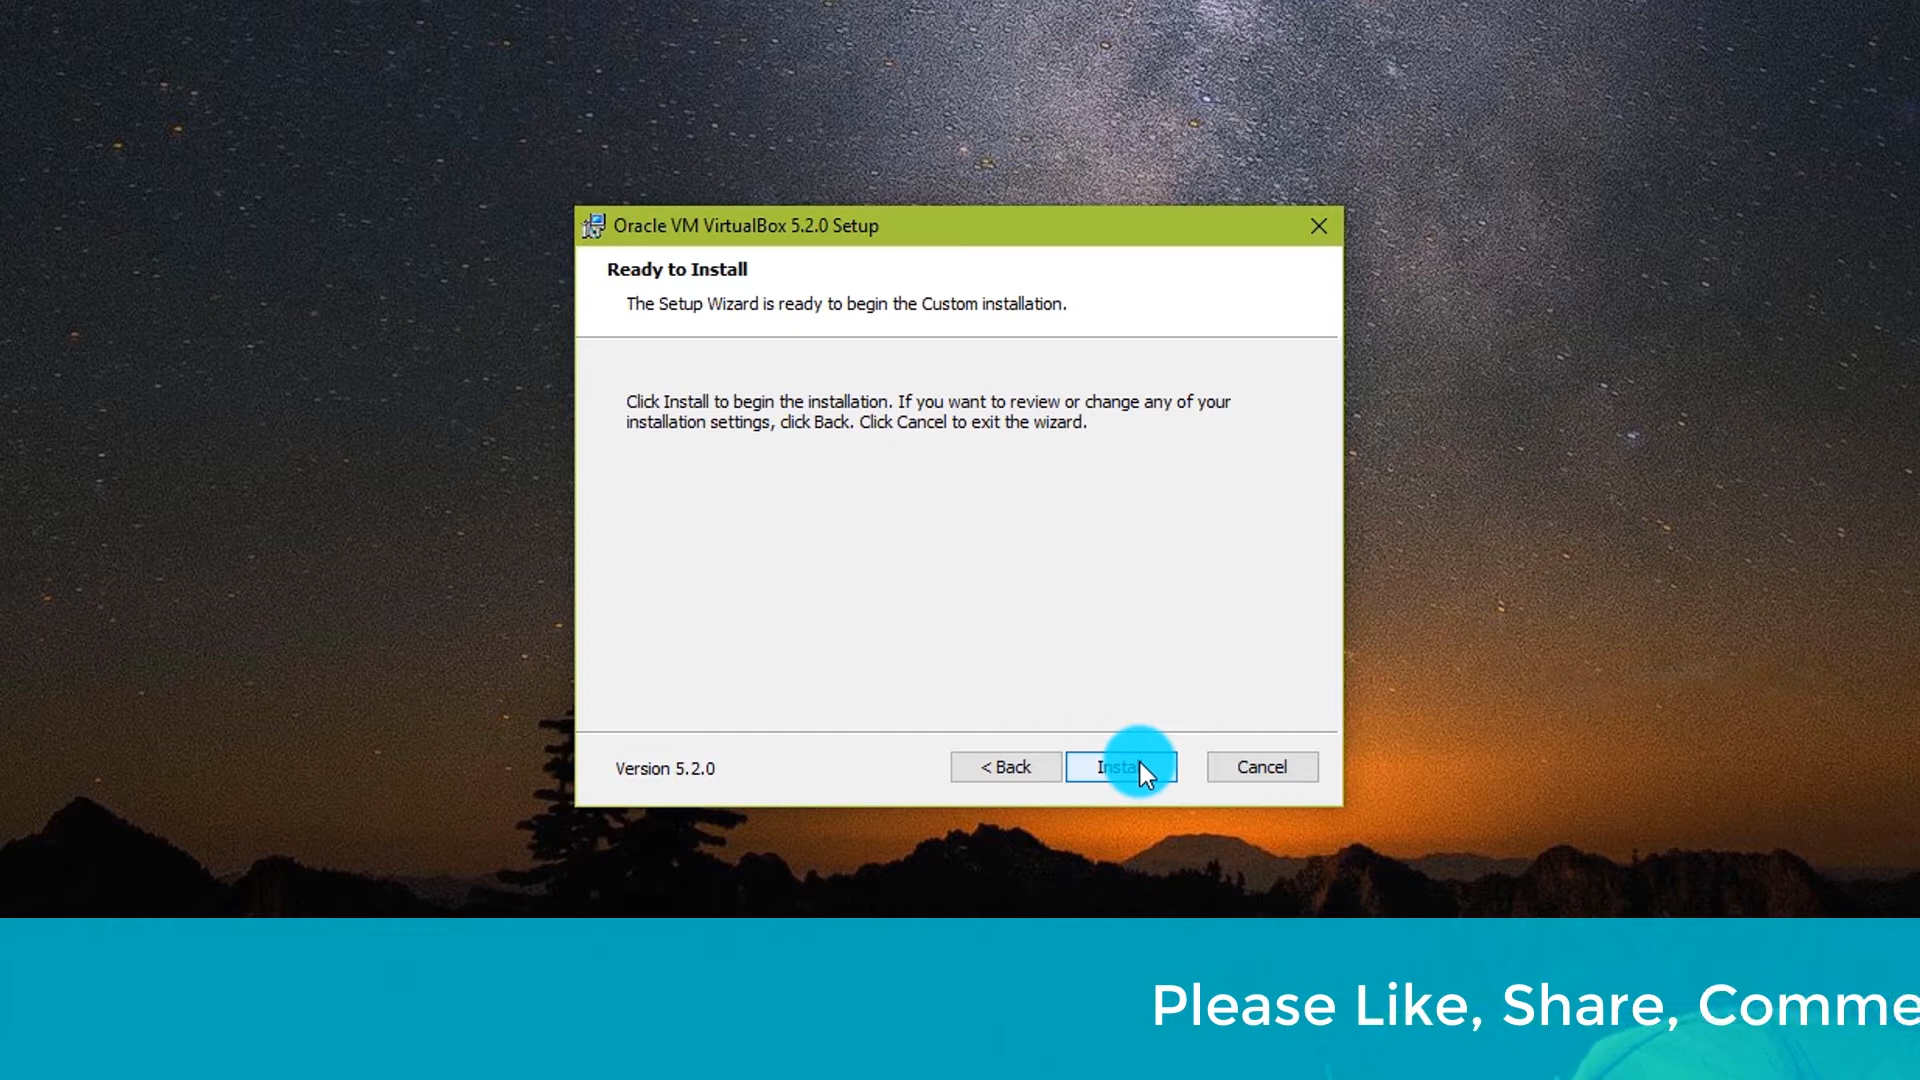 Oracle VM VirtualBox 5.2.0 Setup
Ready to Install
The Setup Wizard is ready to begin the Custom installation.
Click Install to begin the installation. If you want to review or change any of your
installation settings, click Back. Click Cancel to exit the wizard.
Version 5.2.0
< Back
Install
Cancel
Please Like, Share, Comme